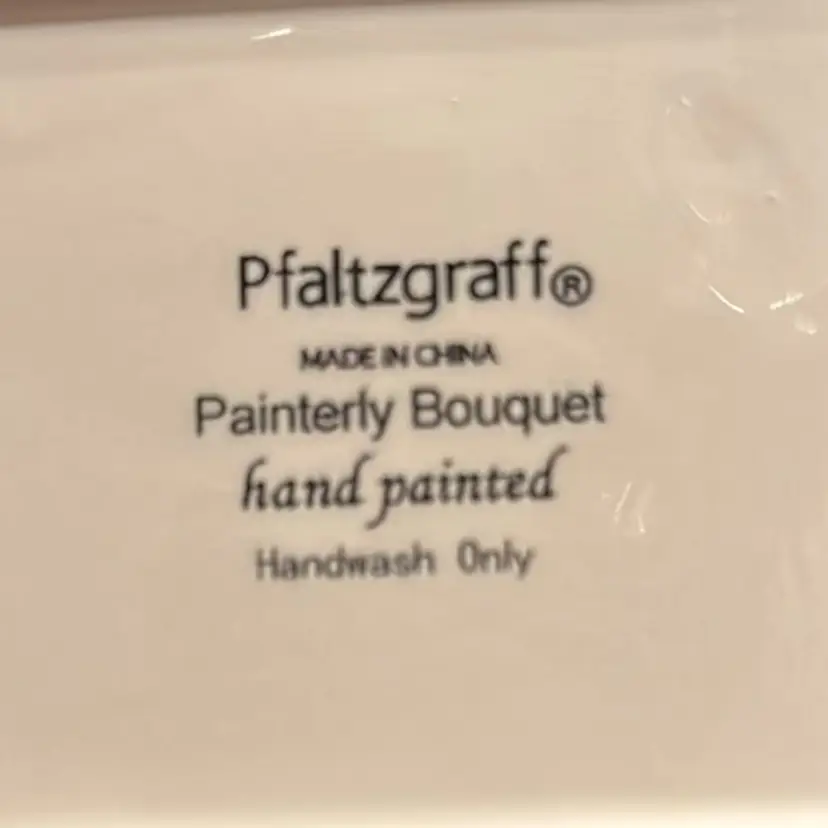 Pfaltzgraff®
MADE IN CHINA
Painterly Bouquet
hand painted
Handwash Only